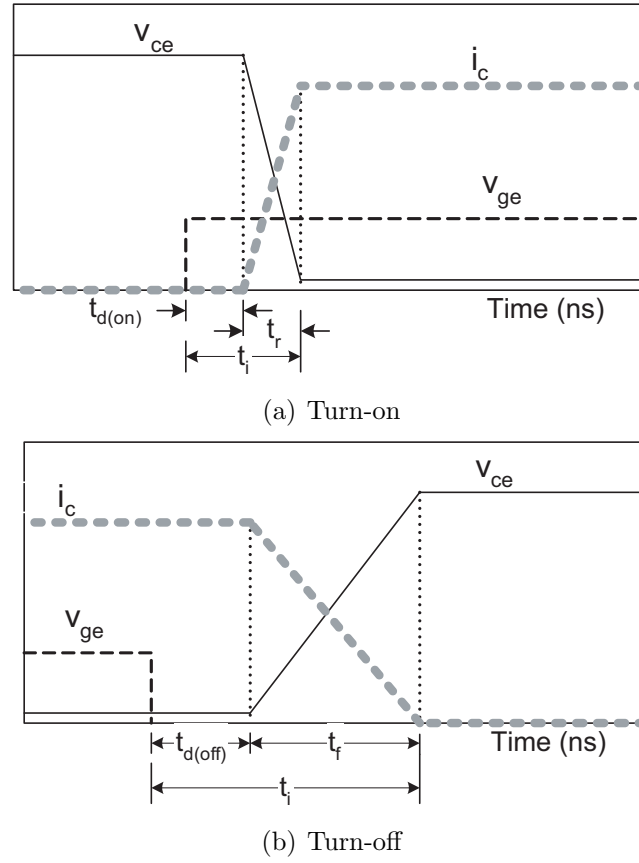 v_ce
i_c
v_ge
Time (ns)
t_d(on)
t_r
t_i
(a) Turn-on
v_ce
i_c
v_ge
Time (ns)
t_d(off)
t_f
t_i
(b) Turn-off